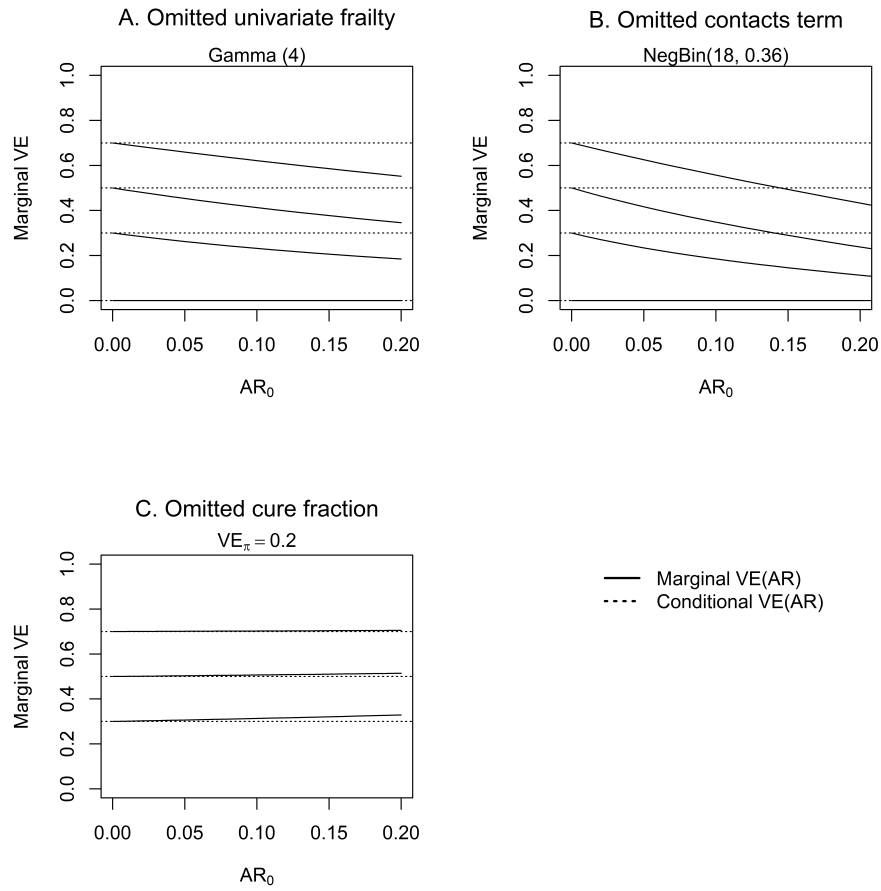 A. Omitted univariate frailty
Gamma (4)
Marginal VE
1.0
0.8
0.6
0.4
0.2
0.0
0.00 0.05 0.10 0.15 0.20
AR₀
B. Omitted contacts term
NegBin(18, 0.36)
Marginal VE
1.0
0.8
0.6
0.4
0.2
0.0
0.00 0.05 0.10 0.15 0.20
AR₀
C. Omitted cure fraction
VEπ = 0.2
Marginal VE
1.0
0.8
0.6
0.4
0.2
0.0
0.00 0.05 0.10 0.15 0.20
AR₀
Marginal VE(AR)
Conditional VE(AR)